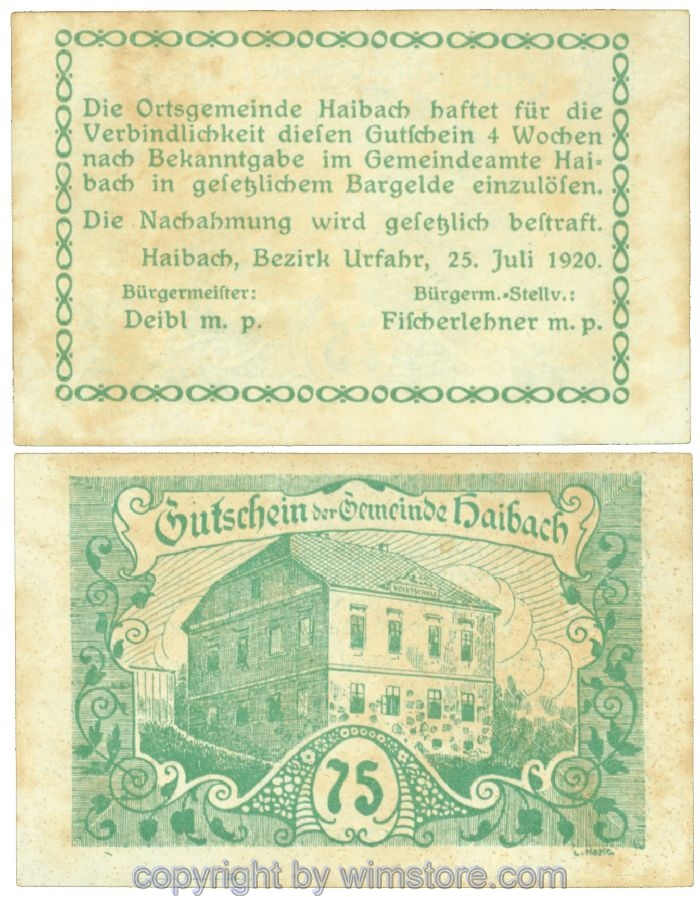 Die Ortsgemeinde Haibach haftet für die
Verbindlichkeit dieſen Gutſchein 4 Wochen
nach Bekanntgabe im Gemeindeamte Hai-
bach in geſetzlichem Bargelde einzulöſen.
Die Nachahmung wird geſetzlich beſtraft.
Haibach, Bezirk Urfahr, 25. Juli 1920.
Bürgermeiſter: Bürgerm.-Stellv.:
Deibl m. p. Fiſcherlehner m. p.
Gutschein der Gemeinde Haibach
VOLKSSCHULE
75
copyright by wimstore.com